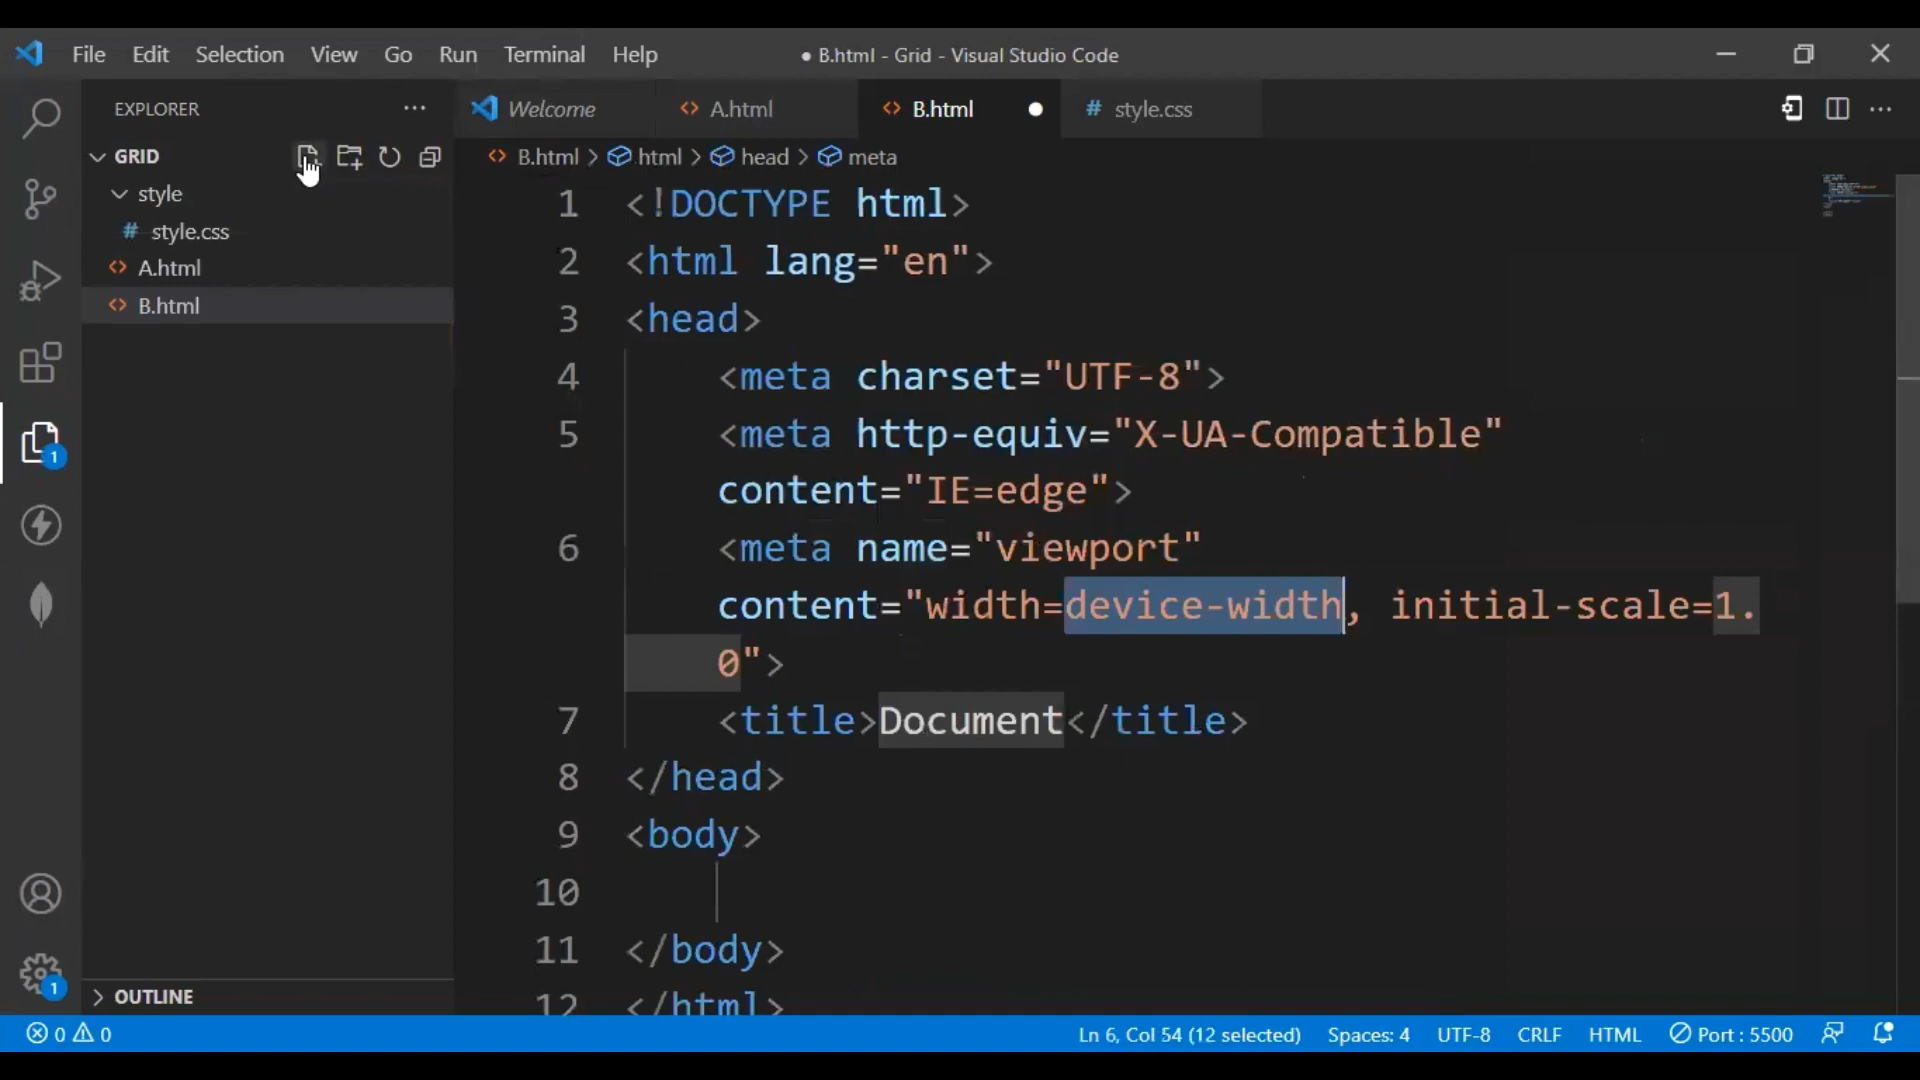 File Edit Selection View Go Run Terminal Help ● B.html - Grid - Visual Studio Code
EXPLORER ···
Welcome A.html B.html ● # style.css ···
GRID
B.html > html > head > meta
style
# style.css
A.html
B.html
1 <!DOCTYPE html>
2 <html lang="en">
3 <head>
4 <meta charset="UTF-8">
5 <meta http-equiv="X-UA-Compatible"
content="IE=edge">
6 <meta name="viewport"
content="width=device-width, initial-scale=1.
0">
7 <title>Document</title>
8 </head>
9 <body>
10
11 </body>
12 </html>
1
1
OUTLINE
0 0 Ln 6, Col 54 (12 selected) Spaces: 4 UTF-8 CRLF HTML Port : 5500